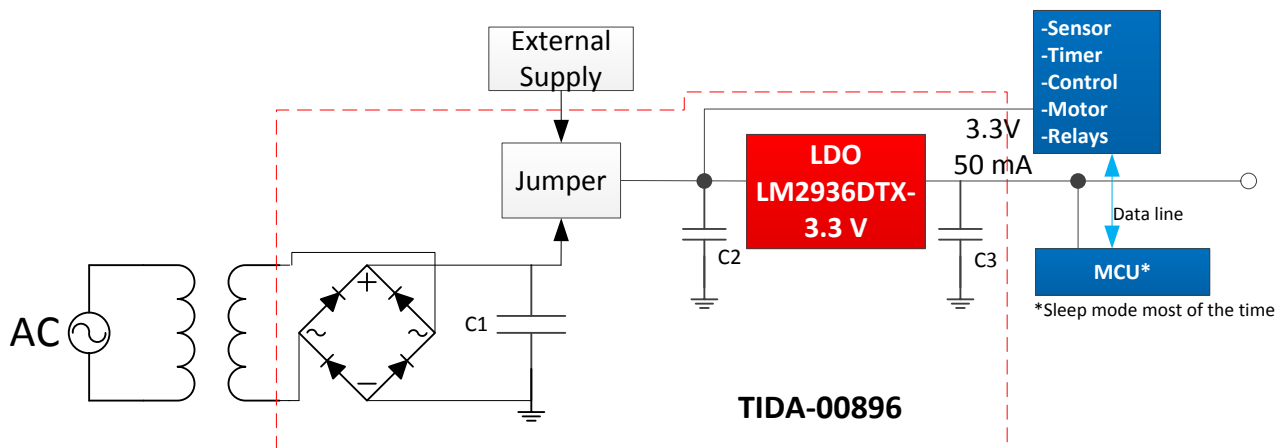 External
Supply
Jumper
LDO
LM2936DTX-
3.3 V
3.3V
50 mA
-Sensor
-Timer
-Control
-Motor
-Relays
Data line
MCU*
*Sleep mode most of the time
C2
C3
C1
AC
TIDA-00896